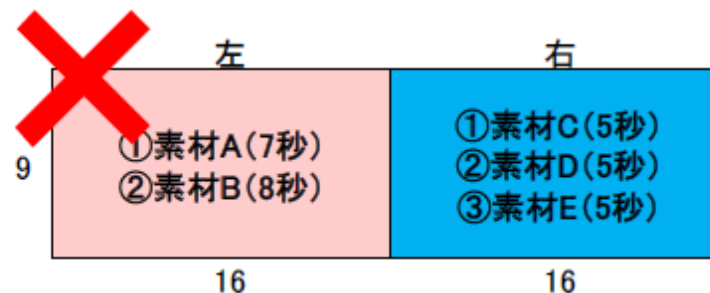 左 右
①素材A(7秒)
②素材B(8秒)
①素材C(5秒)
②素材D(5秒)
③素材E(5秒)
9
16 16